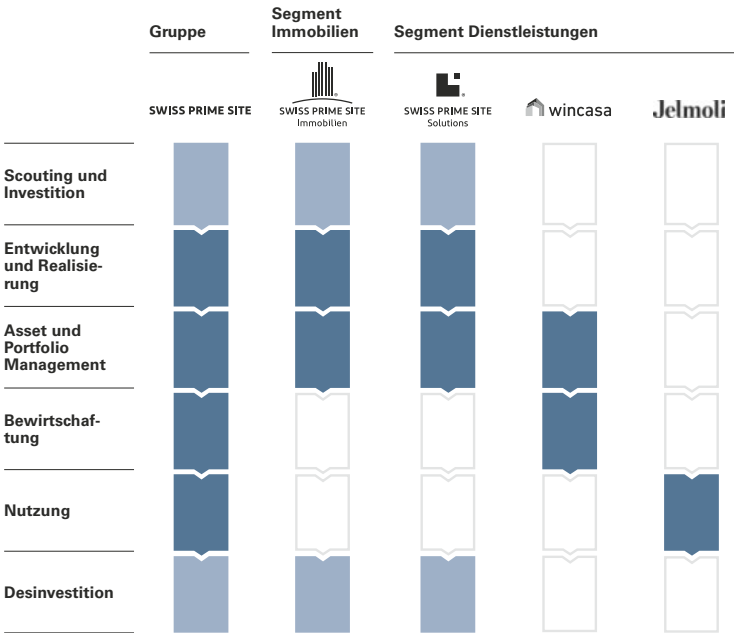 Gruppe
Segment
Immobilien
Segment Dienstleistungen
SWISS PRIME SITE
SWISS PRIME SITE
Immobilien
SWISS PRIME SITE
Solutions
wincasa
Jelmoli
Scouting und
Investition
Entwicklung
und Realisie-
rung
Asset und
Portfolio
Management
Bewirtschaf-
tung
Nutzung
Desinvestition